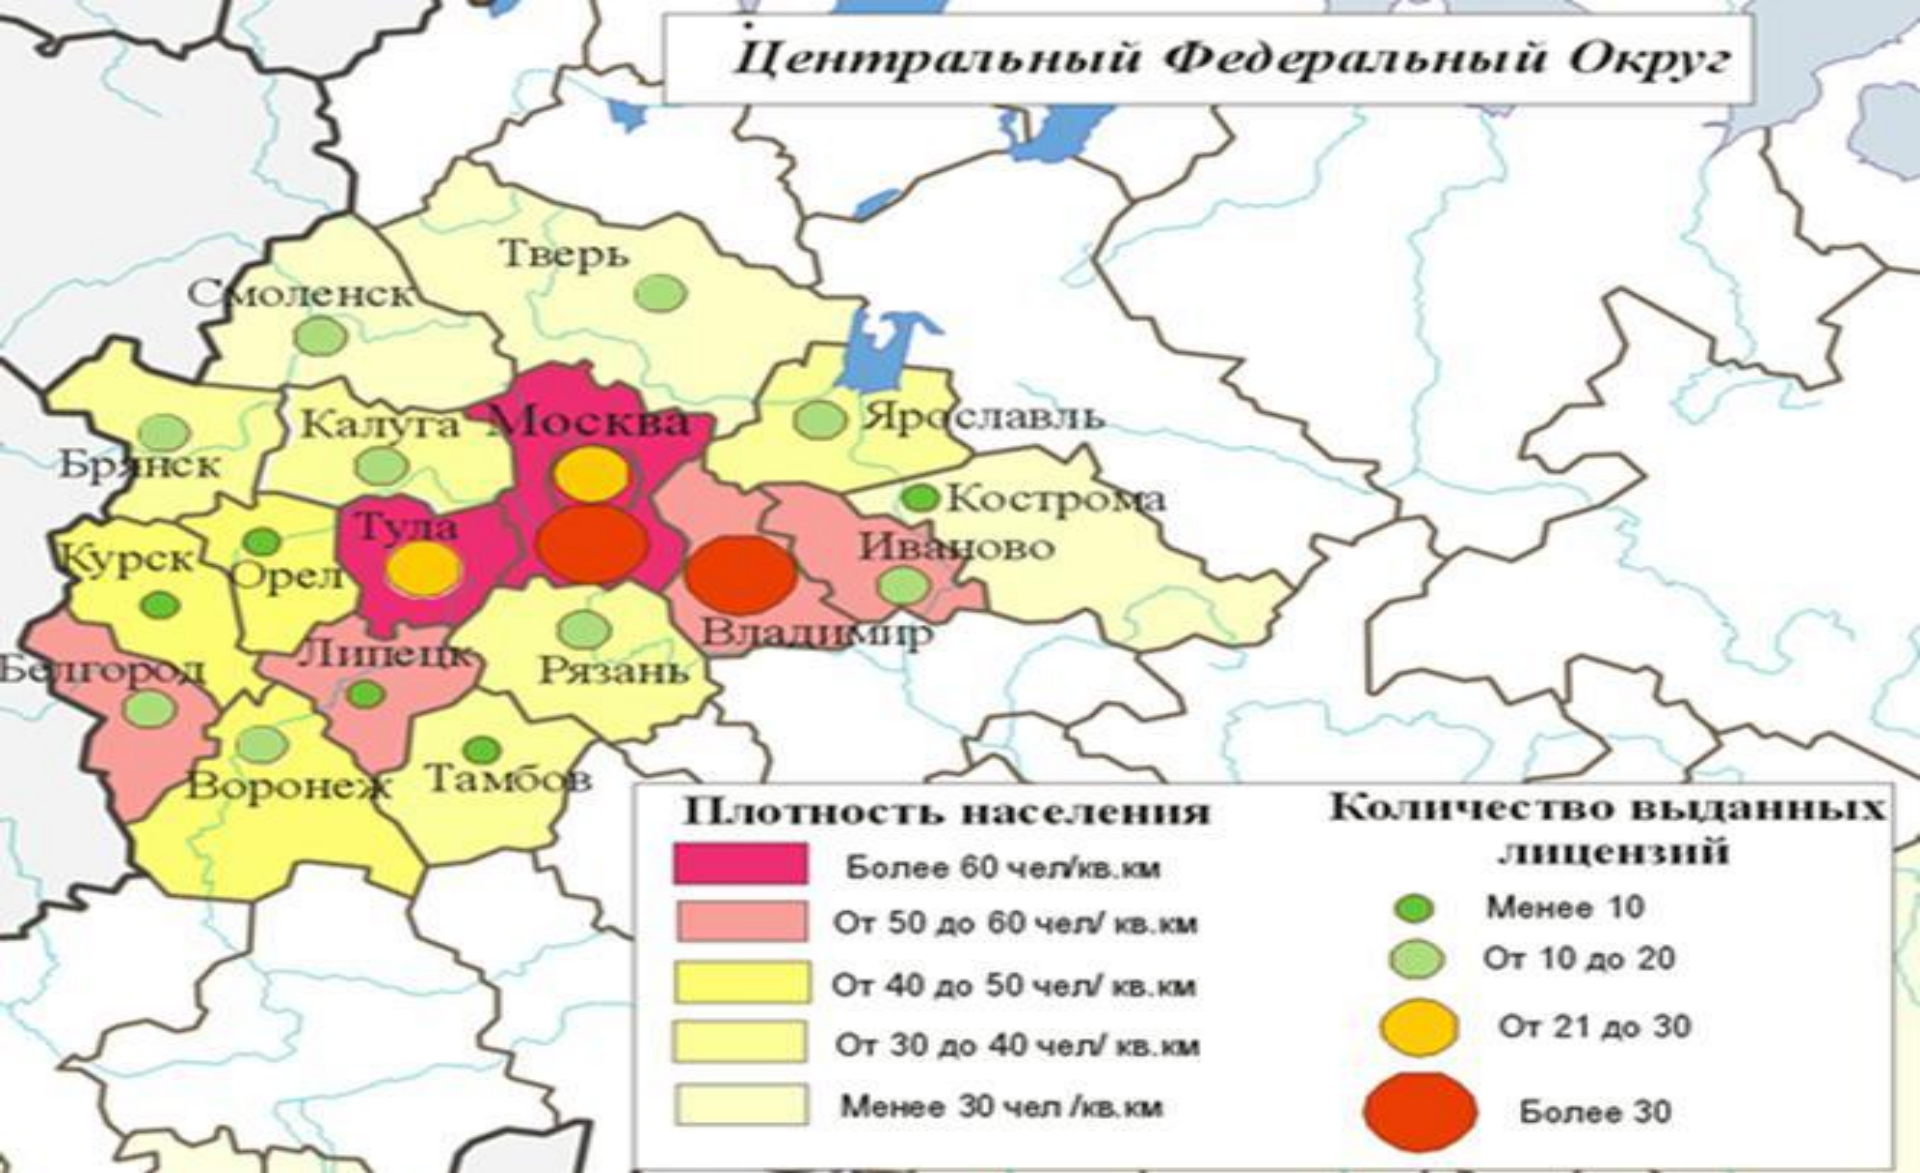 Центральный Федеральный Округ
Тверь
Смоленск
Ярославль
Москва
Калуга
Брянск
Кострома
Тула
Иваново
Курск
Орел
Владимир
Липецк
Белгород
Рязань
Тамбов
Воронеж
Плотность населения
Более 60 чел/кв.км
От 50 до 60 чел/ кв.км
От 40 до 50 чел/ кв.км
От 30 до 40 чел/ кв.км
Менее 30 чел /кв.км
Количество выданных
лицензий
Менее 10
От 10 до 20
От 21 до 30
Более 30